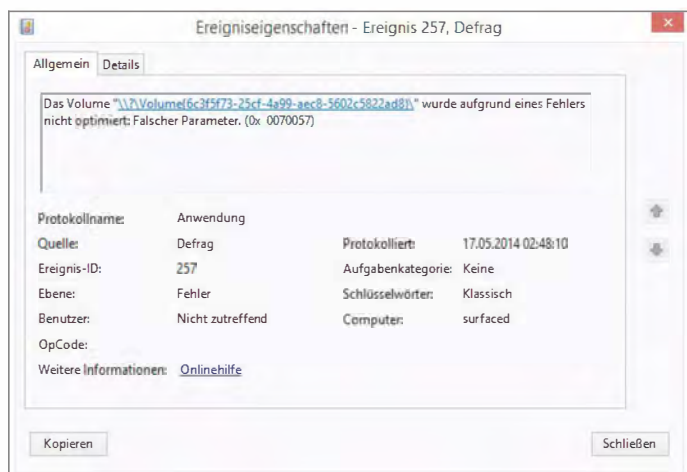 Ereigniseigenschaften - Ereignis 257, Defrag
Allgemein Details
Das Volume "\\?\Volume{6c3f5f73-25cf-4a99-aec8-5602c5822ad8}\" wurde aufgrund eines Fehlers
nicht optimiert: Falscher Parameter. (0x 0070057)
Protokollname: Anwendung
Quelle: Defrag Protokolliert: 17.05.2014 02:48:10
Ereignis-ID: 257 Aufgabenkategorie: Keine
Ebene: Fehler Schlüsselwörter: Klassisch
Benutzer: Nicht zutreffend Computer: surfaced
OpCode:
Weitere Informationen: Onlinehilfe
Kopieren Schließen